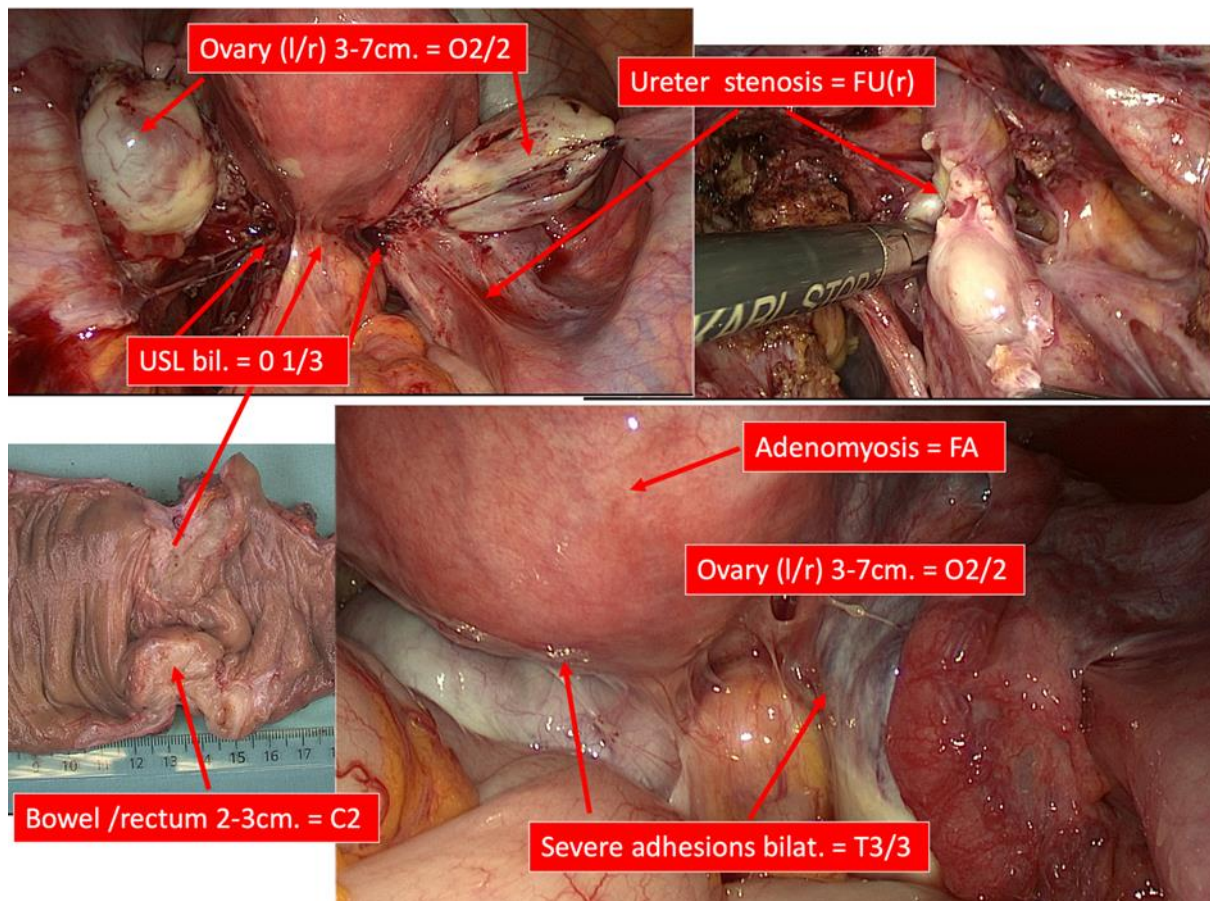 Ovary (l/r) 3-7cm. = O2/2
Ureter  stenosis = FU(r)
KARL STORZ
USL bil. = 0 1/3
Adenomyosis = FA
Ovary (l/r) 3-7cm. = O2/2
9 10 11 12 13 14 15 16 17
Bowel /rectum 2-3cm. = C2
Severe adhesions bilat. = T3/3